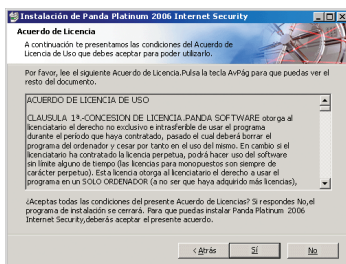 Instalación de Panda Platinum 2006 Internet Security
Acuerdo de Licencia
A continuación te presentamos las condiciones del Acuerdo de
Licencia de Uso que debes aceptar para poder utilizarlo.
Por favor, lee el siguiente Acuerdo de Licencia.Pulsa la tecla AvPág para que puedas ver el
resto del documento.
ACUERDO DE LICENCIA DE USO
CLAUSULA 1ª.-CONCESION DE LICENCIA.PANDA SOFTWARE otorga al
licenciatario el derecho no exclusivo e intrasferible de usar el programa
durante el período que haya contratado, pasado el cual deberá borrar el
programa del ordenador y cesar por tanto en el uso del mismo. En cambio si el
licenciatario ha contratado la licencia perpetua, podrá hacer uso del software
sin límite alguno de tiempo (las licencias para monopuestos son siempre de
carácter perpetuo). Esta licencia otorga al licenciatario el derecho a usar el
programa en un SOLO ORDENADOR (a no ser que haya adquirido más licencias),
¿Aceptas todas las condiciones del presente Acuerdo de Licencias? Si respondes No,el
programa de instalación se cerrará. Para que puedas instalar Panda Platinum 2006
Internet Security,deberás aceptar el presente acuerdo.
< Atrás
Sí
No